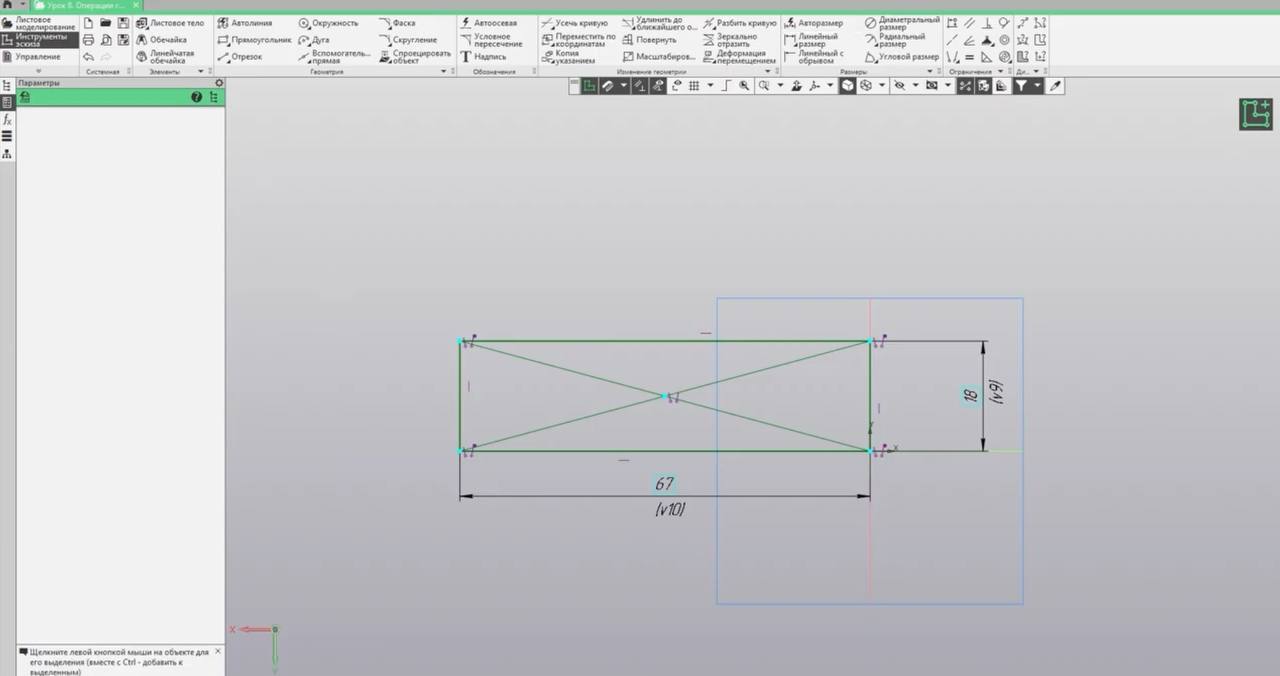 Урок 8. Операции г...
Листовое
моделирование
Инструменты
эскиза
Управление
Системная
Листовое тело
Обечайка
Линейчатая
обечайка
Элементы
Автолиния
Прямоугольник
Отрезок
Окружность
Дуга
Вспомогатель...
прямая
Фаска
Скругление
Спроецировать
объект
Геометрия
Автоосевая
Условное
пересечение
Надпись
Обозначения
Усечь кривую
Переместить по
координатам
Копия
указанием
Удлинить до
ближайшего о...
Повернуть
Масштабиров...
Разбить кривую
Зеркально
отразить
Деформация
перемещением
Изменение геометрии
Авторазмер
Линейный
размер
Линейный с
обрывом
Диаметральный
размер
Радиальный
размер
Угловой размер
Размеры
Ограничения
Ди...
Параметры
18
(v9)
Y
X
67
(v10)
X
Y
Щелкните левой кнопкой мыши на объекте для
его выделения (вместе с Ctrl - добавить к
выделенным)